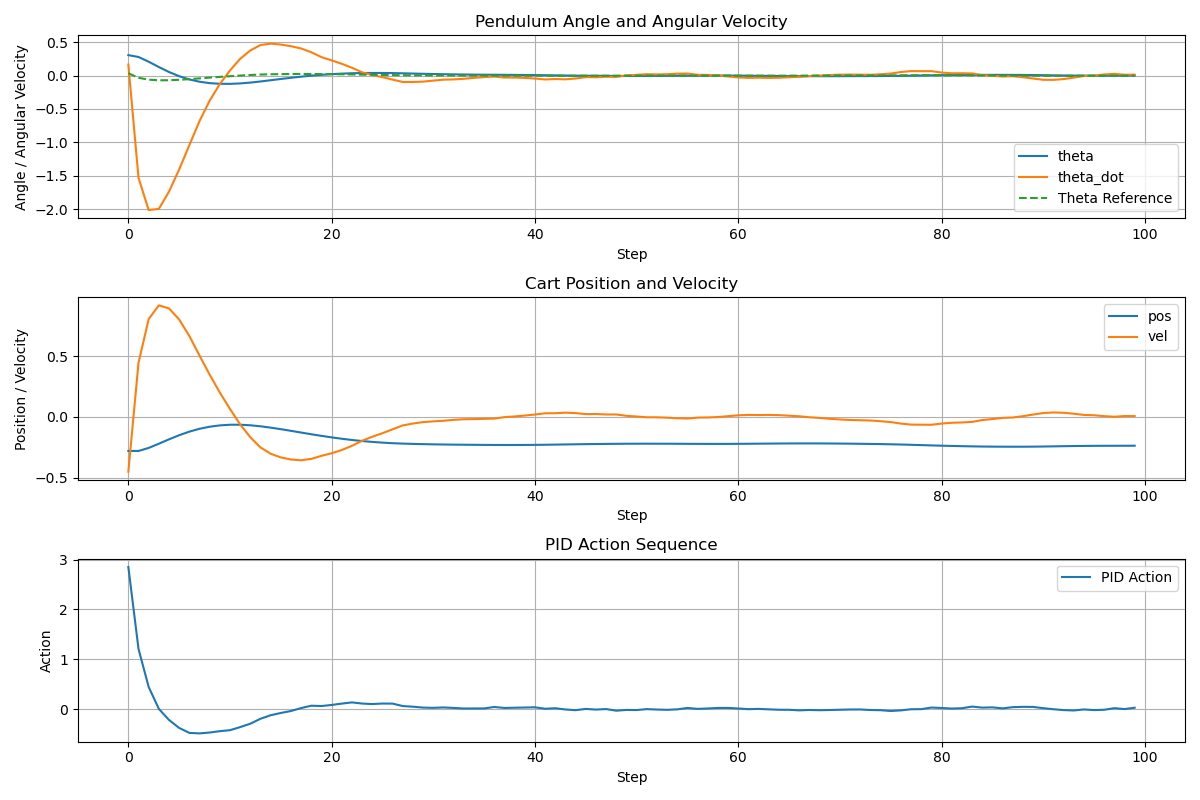 Pendulum Angle and Angular Velocity
Angle / Angular Velocity
0.5
0.0
−0.5
−1.0
−1.5
−2.0
theta
theta_dot
Theta Reference
0 20 40 60 80 100
Step
Cart Position and Velocity
Position / Velocity
0.5
0.0
−0.5
pos
vel
0 20 40 60 80 100
Step
PID Action Sequence
Action
3
2
1
0
PID Action
0 20 40 60 80 100
Step